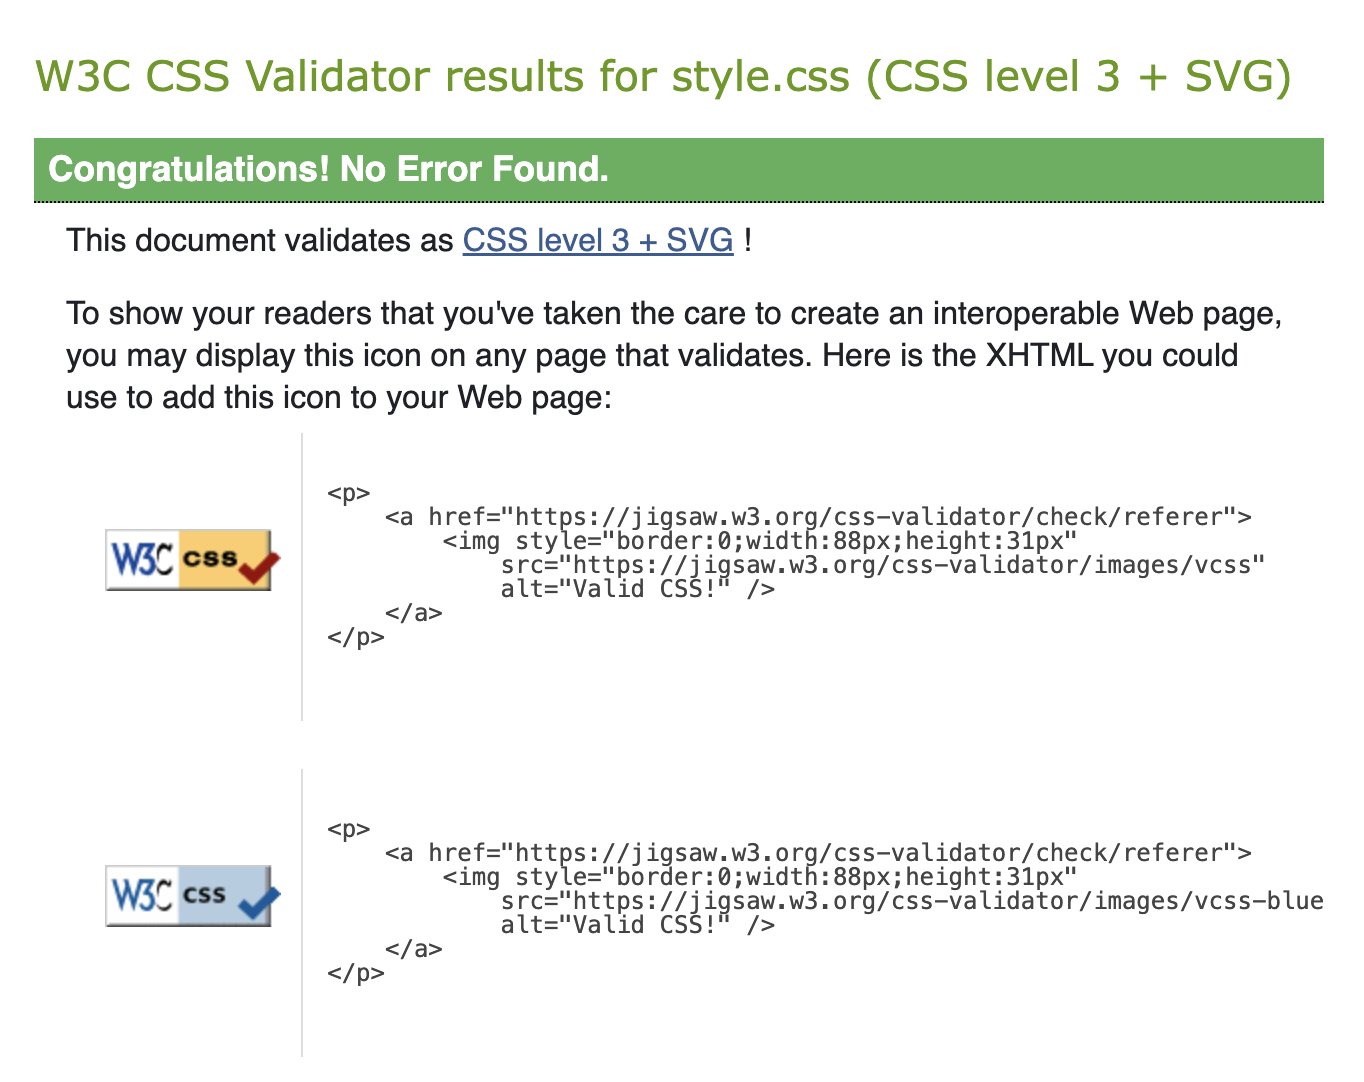 W3C CSS Validator results for style.css (CSS level 3 + SVG)
Congratulations! No Error Found.
This document validates as CSS level 3 + SVG !
To show your readers that you've taken the care to create an interoperable Web page,
you may display this icon on any page that validates. Here is the XHTML you could
use to add this icon to your Web page:
W3C css
<p>
    <a href="https://jigsaw.w3.org/css-validator/check/referer">
        <img style="border:0;width:88px;height:31px"
            src="https://jigsaw.w3.org/css-validator/images/vcss"
            alt="Valid CSS!" />
    </a>
</p>
W3C css
<p>
    <a href="https://jigsaw.w3.org/css-validator/check/referer">
        <img style="border:0;width:88px;height:31px"
            src="https://jigsaw.w3.org/css-validator/images/vcss-blue
            alt="Valid CSS!" />
    </a>
</p>